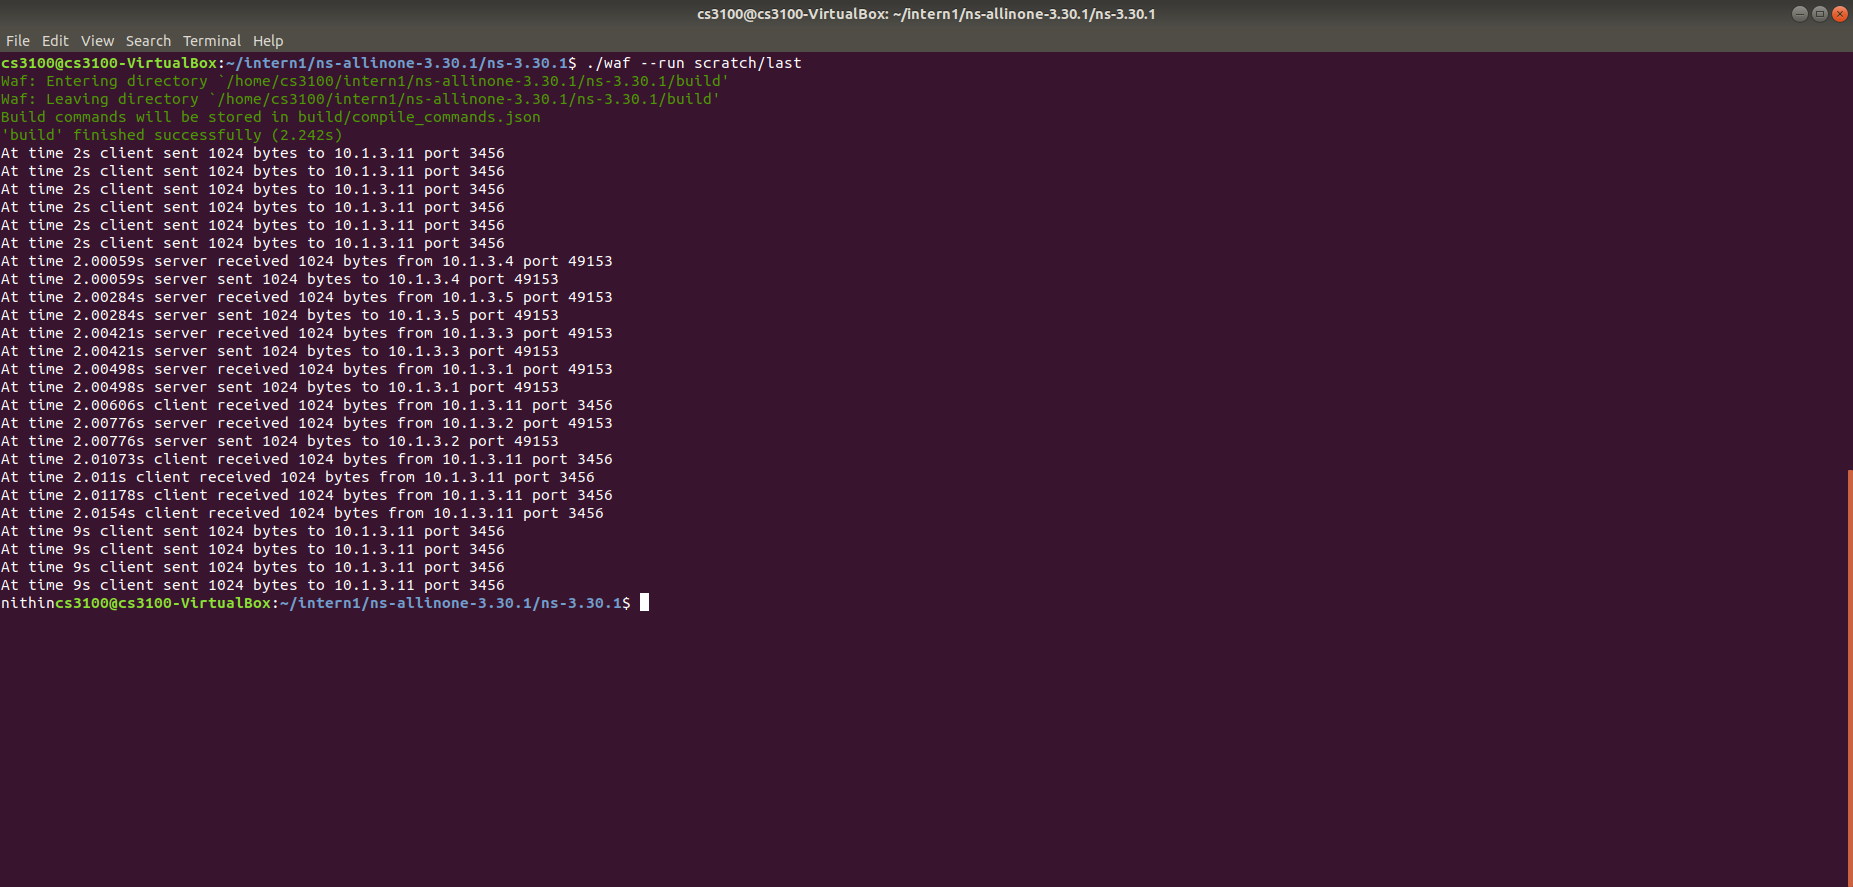 cs3100@cs3100-VirtualBox: ~/intern1/ns-allinone-3.30.1/ns-3.30.1
File Edit View Search Terminal Help
cs3100@cs3100-VirtualBox:~/intern1/ns-allinone-3.30.1/ns-3.30.1$ ./waf --run scratch/last
Waf: Entering directory `/home/cs3100/intern1/ns-allinone-3.30.1/ns-3.30.1/build'
Waf: Leaving directory `/home/cs3100/intern1/ns-allinone-3.30.1/ns-3.30.1/build'
Build commands will be stored in build/compile_commands.json
'build' finished successfully (2.242s)
At time 2s client sent 1024 bytes to 10.1.3.11 port 3456
At time 2s client sent 1024 bytes to 10.1.3.11 port 3456
At time 2s client sent 1024 bytes to 10.1.3.11 port 3456
At time 2s client sent 1024 bytes to 10.1.3.11 port 3456
At time 2s client sent 1024 bytes to 10.1.3.11 port 3456
At time 2s client sent 1024 bytes to 10.1.3.11 port 3456
At time 2.00059s server received 1024 bytes from 10.1.3.4 port 49153
At time 2.00059s server sent 1024 bytes to 10.1.3.4 port 49153
At time 2.00284s server received 1024 bytes from 10.1.3.5 port 49153
At time 2.00284s server sent 1024 bytes to 10.1.3.5 port 49153
At time 2.00421s server received 1024 bytes from 10.1.3.3 port 49153
At time 2.00421s server sent 1024 bytes to 10.1.3.3 port 49153
At time 2.00498s server received 1024 bytes from 10.1.3.1 port 49153
At time 2.00498s server sent 1024 bytes to 10.1.3.1 port 49153
At time 2.00606s client received 1024 bytes from 10.1.3.11 port 3456
At time 2.00776s server received 1024 bytes from 10.1.3.2 port 49153
At time 2.00776s server sent 1024 bytes to 10.1.3.2 port 49153
At time 2.01073s client received 1024 bytes from 10.1.3.11 port 3456
At time 2.011s client received 1024 bytes from 10.1.3.11 port 3456
At time 2.01178s client received 1024 bytes from 10.1.3.11 port 3456
At time 2.0154s client received 1024 bytes from 10.1.3.11 port 3456
At time 9s client sent 1024 bytes to 10.1.3.11 port 3456
At time 9s client sent 1024 bytes to 10.1.3.11 port 3456
At time 9s client sent 1024 bytes to 10.1.3.11 port 3456
At time 9s client sent 1024 bytes to 10.1.3.11 port 3456
nithincs3100@cs3100-VirtualBox:~/intern1/ns-allinone-3.30.1/ns-3.30.1$